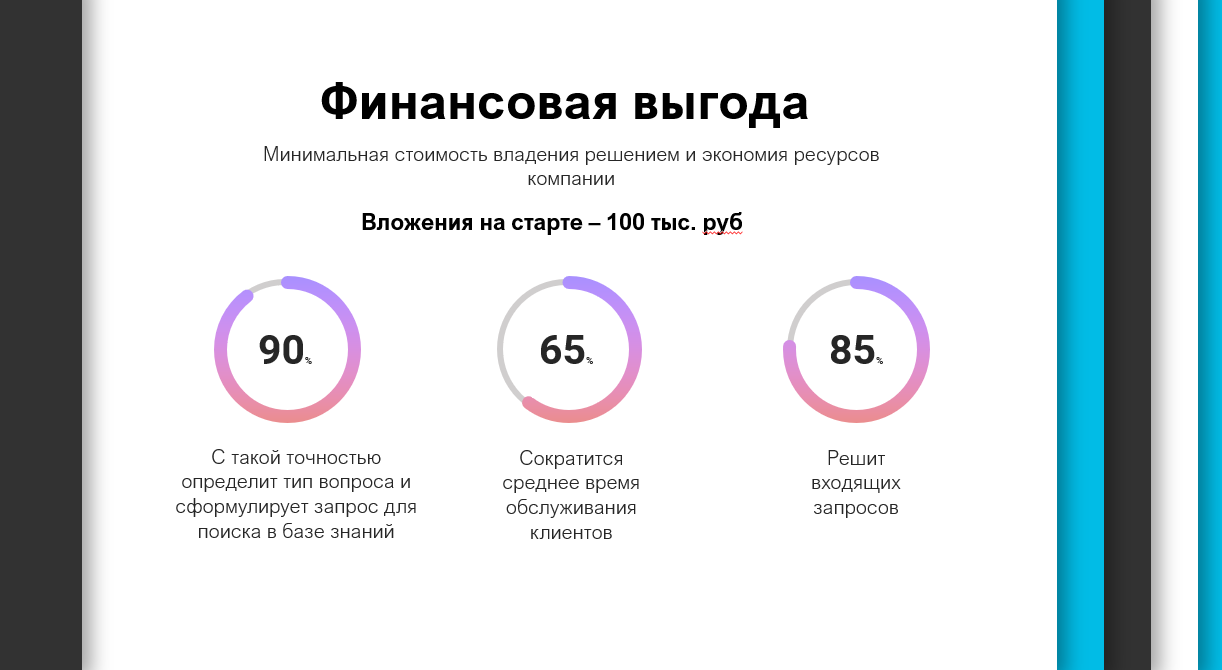 Финансовая выгода
Минимальная стоимость владения решением и экономия ресурсов
компании
Вложения на старте – 100 тыс. руб
90%
65%
85%
С такой точностью
определит тип вопроса и
сформулирует запрос для
поиска в базе знаний
Сократится
среднее время
обслуживания
клиентов
Решит
входящих
запросов